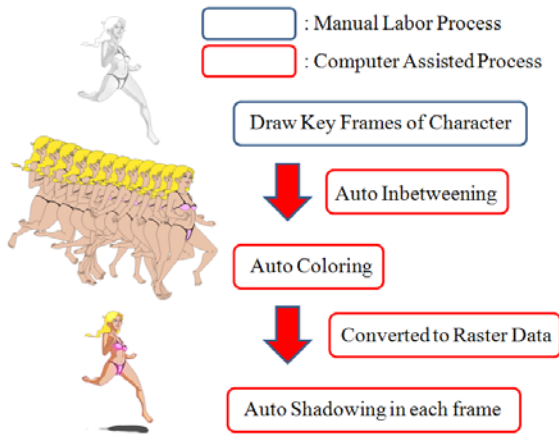 : Manual Labor Process
: Computer Assisted Process
Draw Key Frames of Character
Auto Inbetweening
Auto Coloring
Converted to Raster Data
Auto Shadowing in each frame